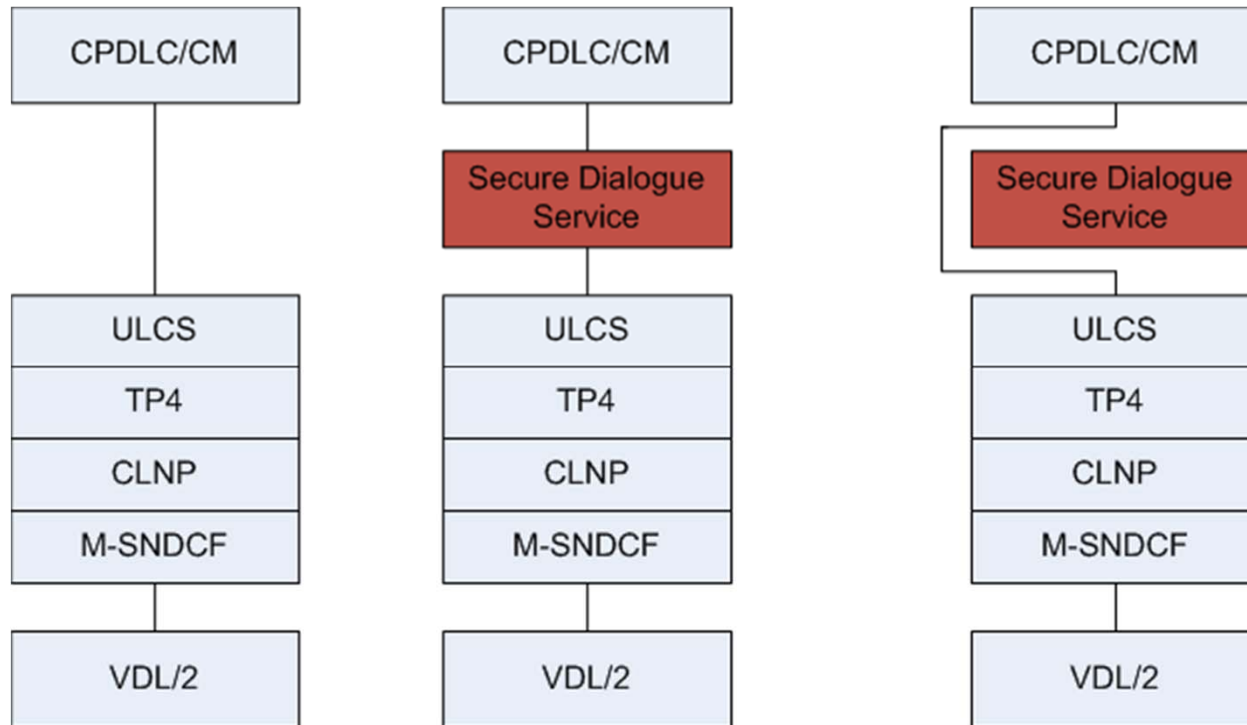 CPDLC/CM
ULCS
TP4
CLNP
M-SNDCF
VDL/2
CPDLC/CM
Secure Dialogue
Service
ULCS
TP4
CLNP
M-SNDCF
VDL/2
CPDLC/CM
Secure Dialogue
Service
ULCS
TP4
CLNP
M-SNDCF
VDL/2